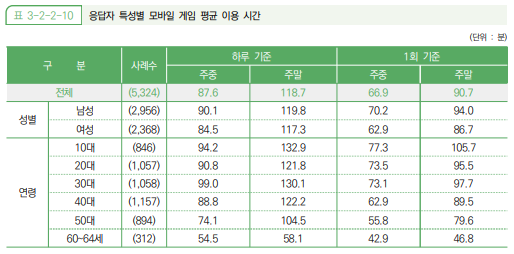 표 3-2-2-10 응답자 특성별 모바일 게임 평균 이용 시간
(단위 : 분)
구 분 사례수 하루 기준 1회 기준
주중 주말 주중 주말
전체 (5,324) 87.6 118.7 66.9 90.7
성별 남성 (2,956) 90.1 119.8 70.2 94.0
여성 (2,368) 84.5 117.3 62.9 86.7
연령 10대 (846) 94.2 132.9 77.3 105.7
20대 (1,057) 90.8 121.8 73.5 95.5
30대 (1,058) 99.0 130.1 73.1 97.7
40대 (1,157) 88.8 122.2 62.9 89.5
50대 (894) 74.1 104.5 55.8 79.6
60~64세 (312) 54.5 58.1 42.9 46.8